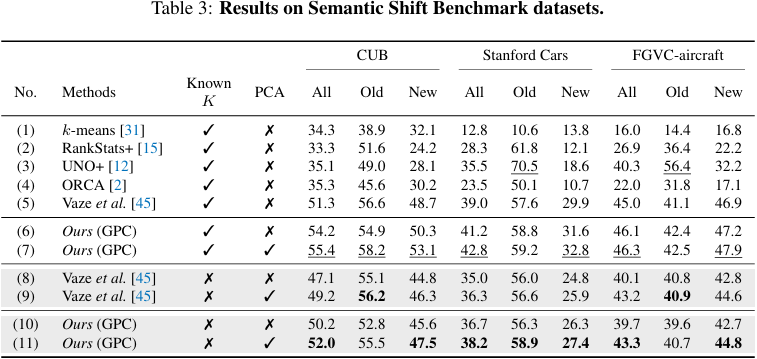 Table 3: Results on Semantic Shift Benchmark datasets.
CUB Stanford Cars FGVC-aircraft
No. Methods Known K PCA All Old New All Old New All Old New
(1) k-means [31] ✓ ✗ 34.3 38.9 32.1 12.8 10.6 13.8 16.0 14.4 16.8
(2) RankStats+ [15] ✓ ✗ 33.3 51.6 24.2 28.3 61.8 12.1 26.9 36.4 22.2
(3) UNO+ [12] ✓ ✗ 35.1 49.0 28.1 35.5 70.5 18.6 40.3 56.4 32.2
(4) ORCA [2] ✓ ✗ 35.3 45.6 30.2 23.5 50.1 10.7 22.0 31.8 17.1
(5) Vaze et al. [45] ✓ ✗ 51.3 56.6 48.7 39.0 57.6 29.9 45.0 41.1 46.9
(6) Ours (GPC) ✓ ✗ 54.2 54.9 50.3 41.2 58.8 31.6 46.1 42.4 47.2
(7) Ours (GPC) ✓ ✓ 55.4 58.2 53.1 42.8 59.2 32.8 46.3 42.5 47.9
(8) Vaze et al. [45] ✗ ✗ 47.1 55.1 44.8 35.0 56.0 24.8 40.1 40.8 42.8
(9) Vaze et al. [45] ✗ ✓ 49.2 56.2 46.3 36.3 56.6 25.9 43.2 40.9 44.6
(10) Ours (GPC) ✗ ✗ 50.2 52.8 45.6 36.7 56.3 26.3 39.7 39.6 42.7
(11) Ours (GPC) ✗ ✓ 52.0 55.5 47.5 38.2 58.9 27.4 43.3 40.7 44.8